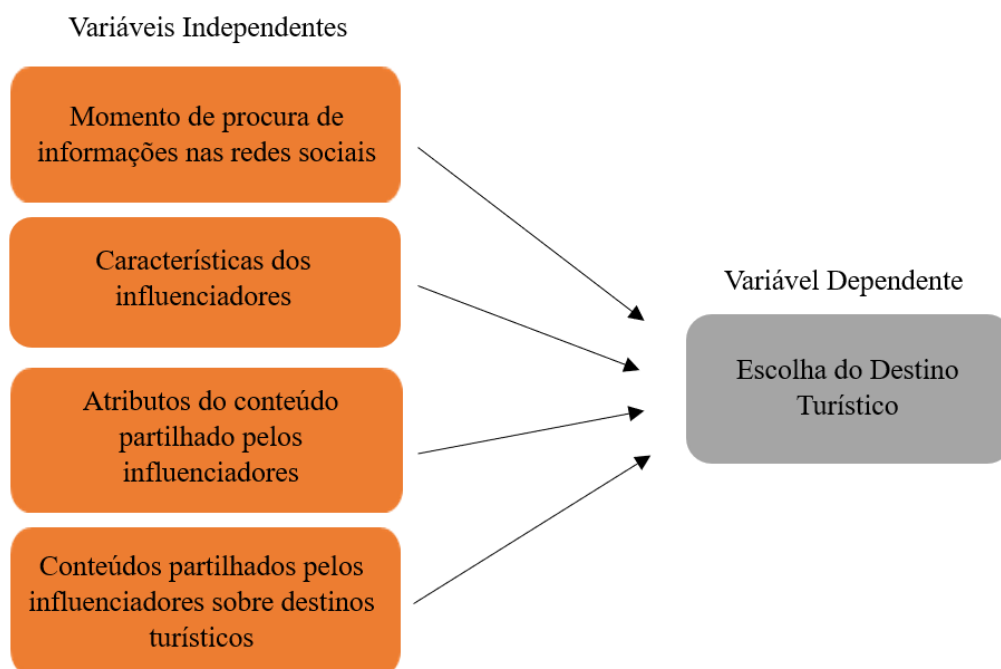 Variáveis Independentes
Momento de procura de
informações nas redes sociais
Características dos
influenciadores
Atributos do conteúdo
partilhado pelos
influenciadores
Conteúdos partilhados pelos
influenciadores sobre destinos
turísticos
Variável Dependente
Escolha do Destino
Turístico